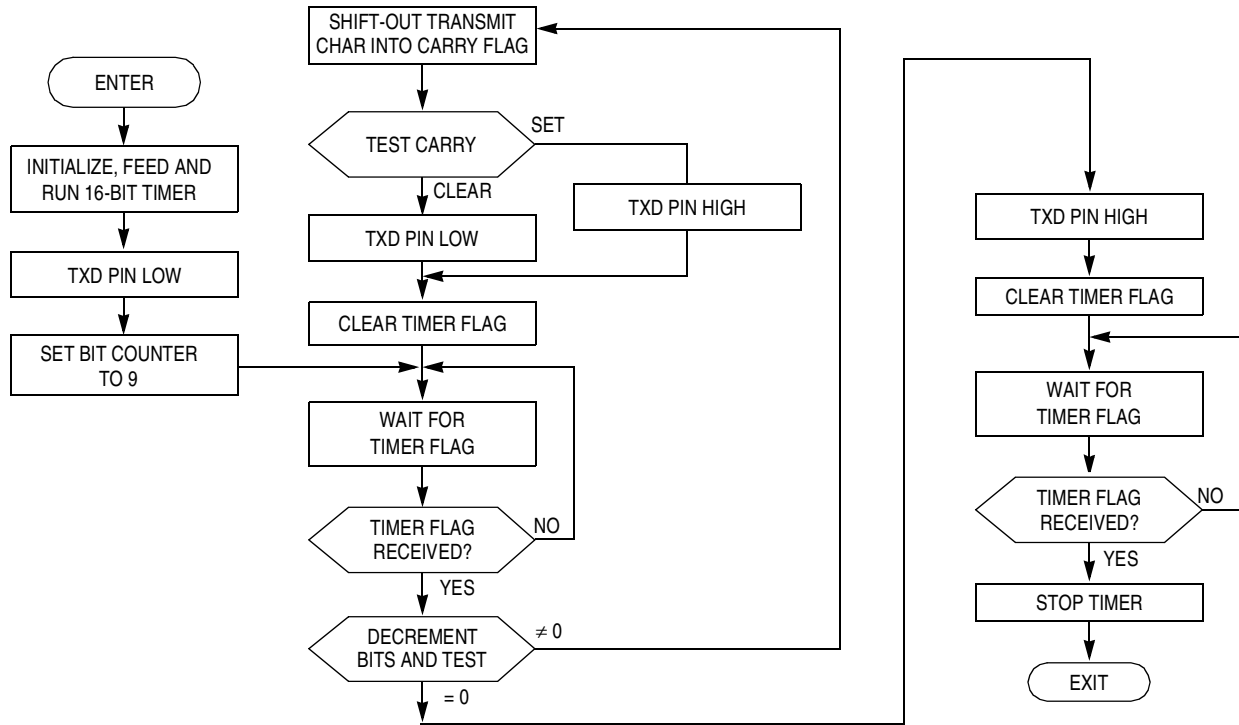 ENTER
INITIALIZE, FEED AND
RUN 16-BIT TIMER
TXD PIN LOW
SET BIT COUNTER
TO 9
SHIFT-OUT TRANSMIT
CHAR INTO CARRY FLAG
TEST CARRY
SET
CLEAR
TXD PIN HIGH
TXD PIN LOW
CLEAR TIMER FLAG
WAIT FOR
TIMER FLAG
TIMER FLAG
RECEIVED?
NO
YES
DECREMENT
BITS AND TEST
≠ 0
= 0
TXD PIN HIGH
CLEAR TIMER FLAG
WAIT FOR
TIMER FLAG
TIMER FLAG
RECEIVED?
NO
YES
STOP TIMER
EXIT